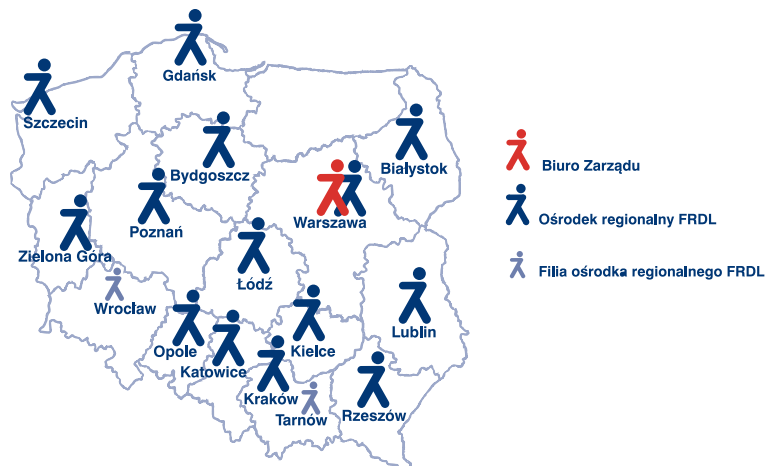 Gdańsk
Szczecin
Bydgoszcz
Białystok
Poznań
Warszawa
Zielona Góra
Łódź
Wrocław
Lublin
Opole
Katowice
Kielce
Kraków
Tarnów
Rzeszów
Biuro Zarządu
Ośrodek regionalny FRDL
Filia ośrodka regionalnego FRDL